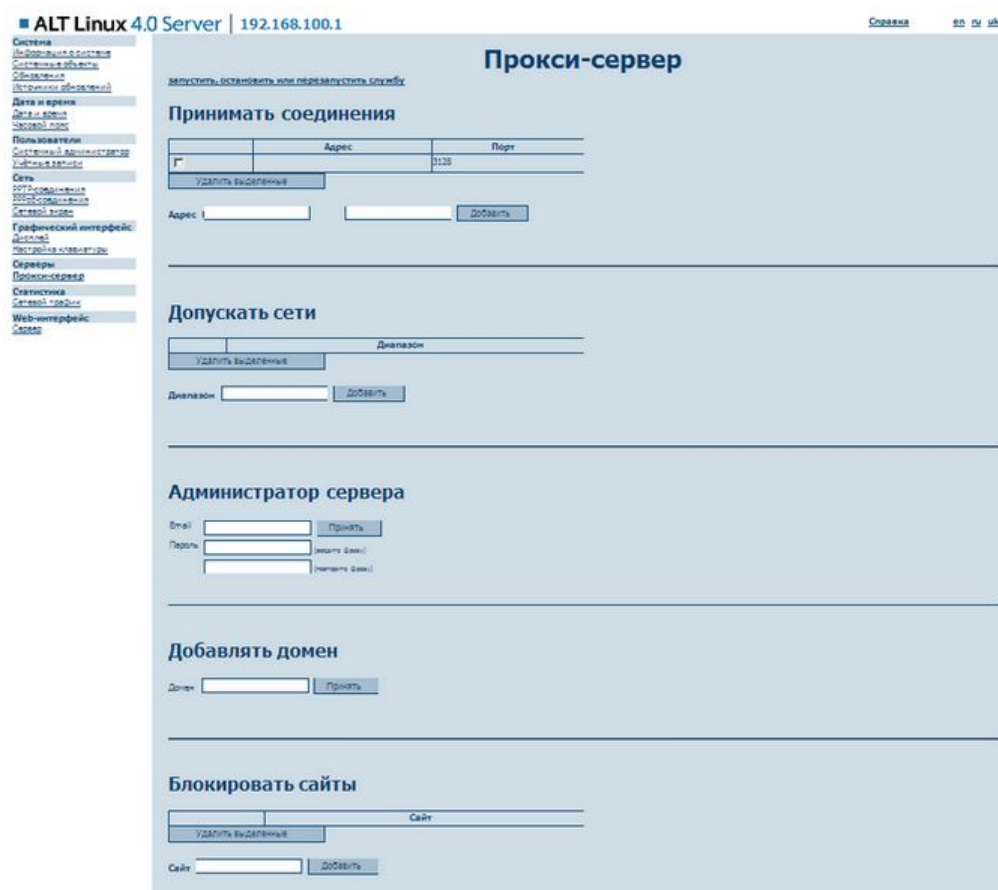 ALT Linux 4.0 Server | 192.168.100.1
Справка
en ru uk
Система
Информация о системе
Системные объекты
Обновления
Источники обновлений
Дата и время
Дата и время
Часовой пояс
Пользователи
Системный администратор
Учётные записи
Сеть
PPTP-соединения
PPPoE-соединения
Сетевой экран
Графический интерфейс
Дисплей
Настройка клавиатуры
Серверы
Прокси-сервер
Статистика
Сетевой трафик
Web-интерфейс
Сервер
Прокси-сервер
запустить, остановить или перезапустить службу
Принимать соединения
Адрес Порт
3128
Удалить выделенные
Адрес Добавить
Допускать сети
Диапазон
Удалить выделенные
Диапазон Добавить
Администратор сервера
Email Принять
Пароль (введите фразу)
(повторите фразу)
Добавлять домен
Домен Принять
Блокировать сайты
Сайт
Удалить выделенные
Сайт Добавить